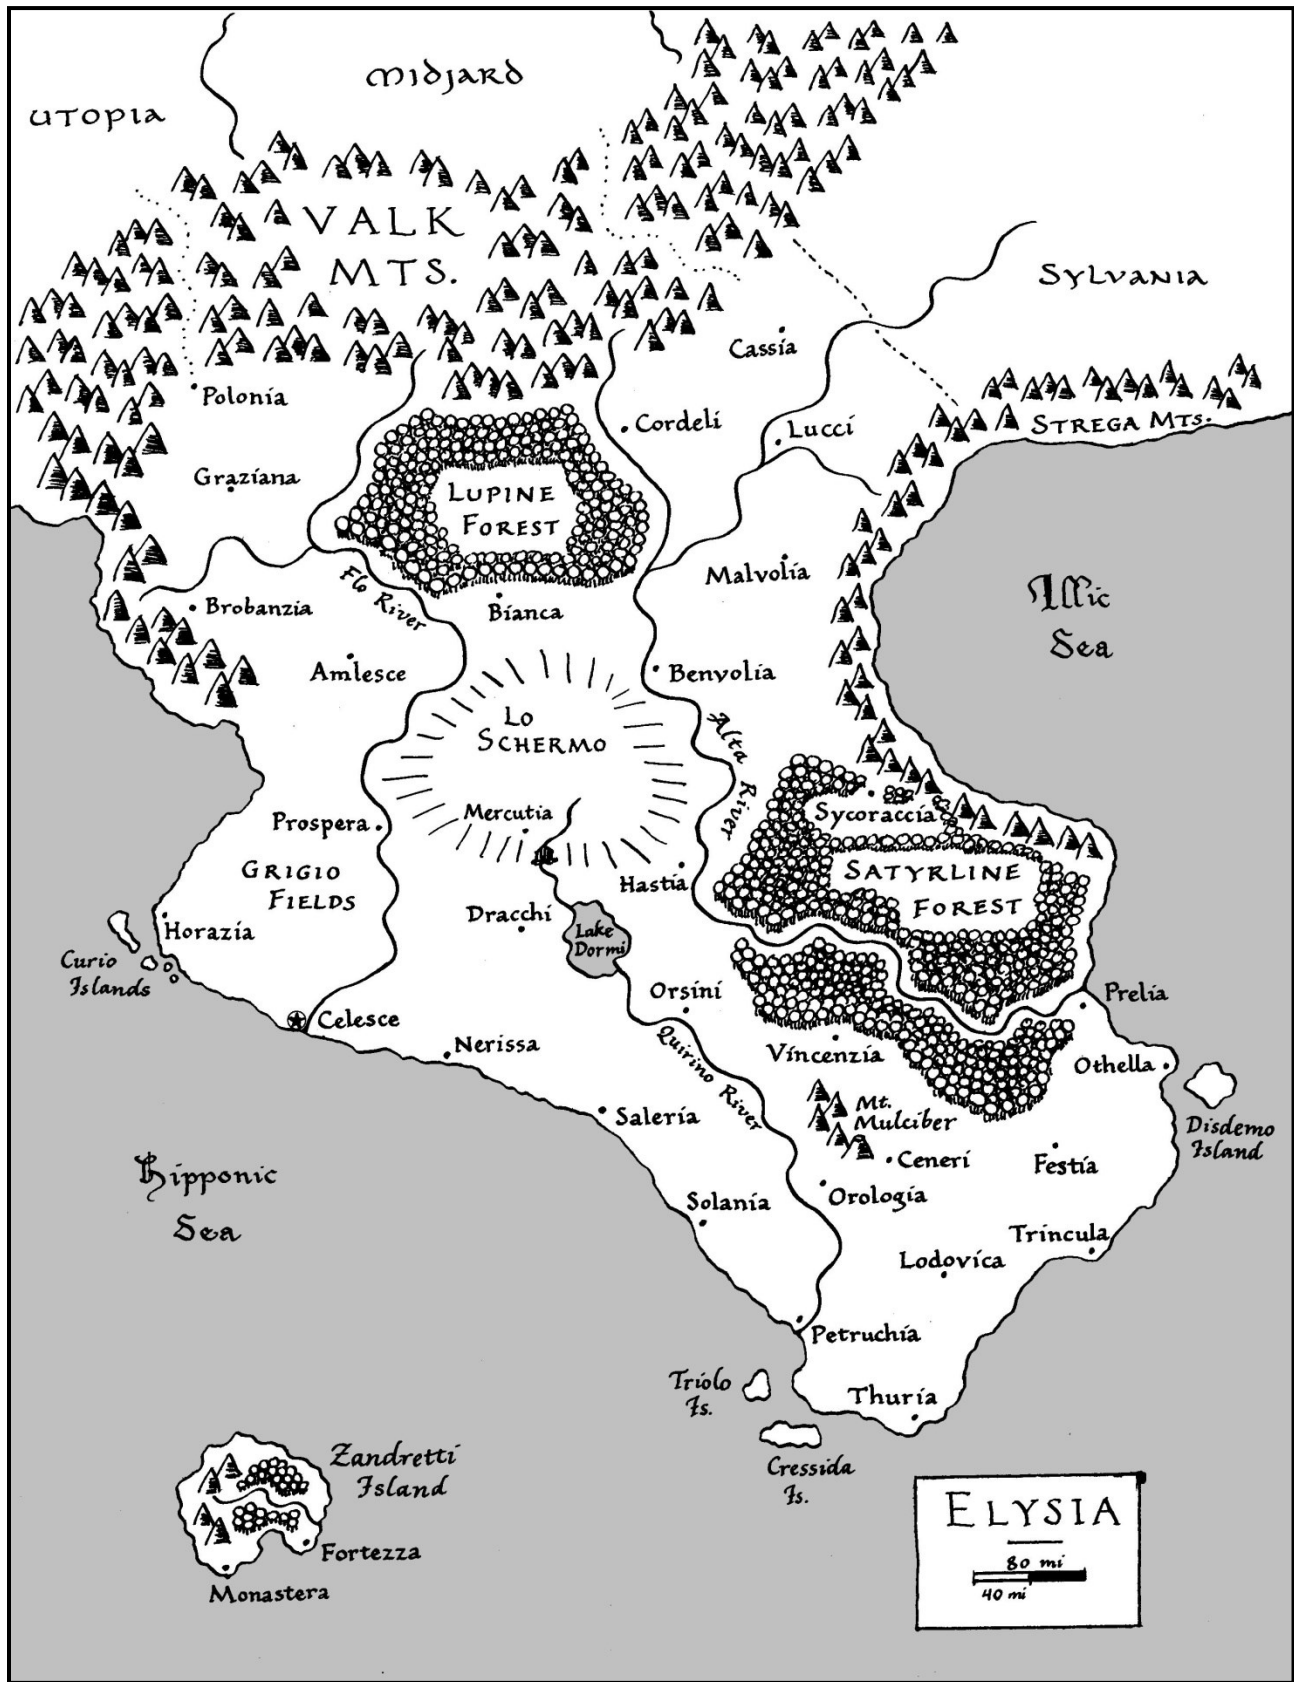 MIDJARD
UTOPIA
VALK
MTS.
SYLVANIA
Cassia
Polonia
Cordeli
Lucci
STREGA MTS.
Graziana
LUPINE
FOREST
Flo River
Malvolia
Illic
Sea
Brobanzia
Bianca
Amlesce
Benvolia
LO
SCHERMO
Alta River
Mercutia
Sycoraccia
Prospera
GRIGIO
FIELDS
Hastia
SATYRLINE
FOREST
Dracchi
Lake
Dormi
Horazia
Curio
Islands
Orsini
Prelia
Celesce
Nerissa
Quirino River
Vincenzia
Othella
Saleria
Mt.
Mulciber
Disdemo
Island
Ceneri
Festia
Hipponic
Sea
Orologia
Solania
Trincula
Lodovica
Petruchia
Triolo
Is.
Thuria
Cressida
Is.
Zandretti
Island
Fortezza
Monastera
ELYSIA
80 mi
40 mi